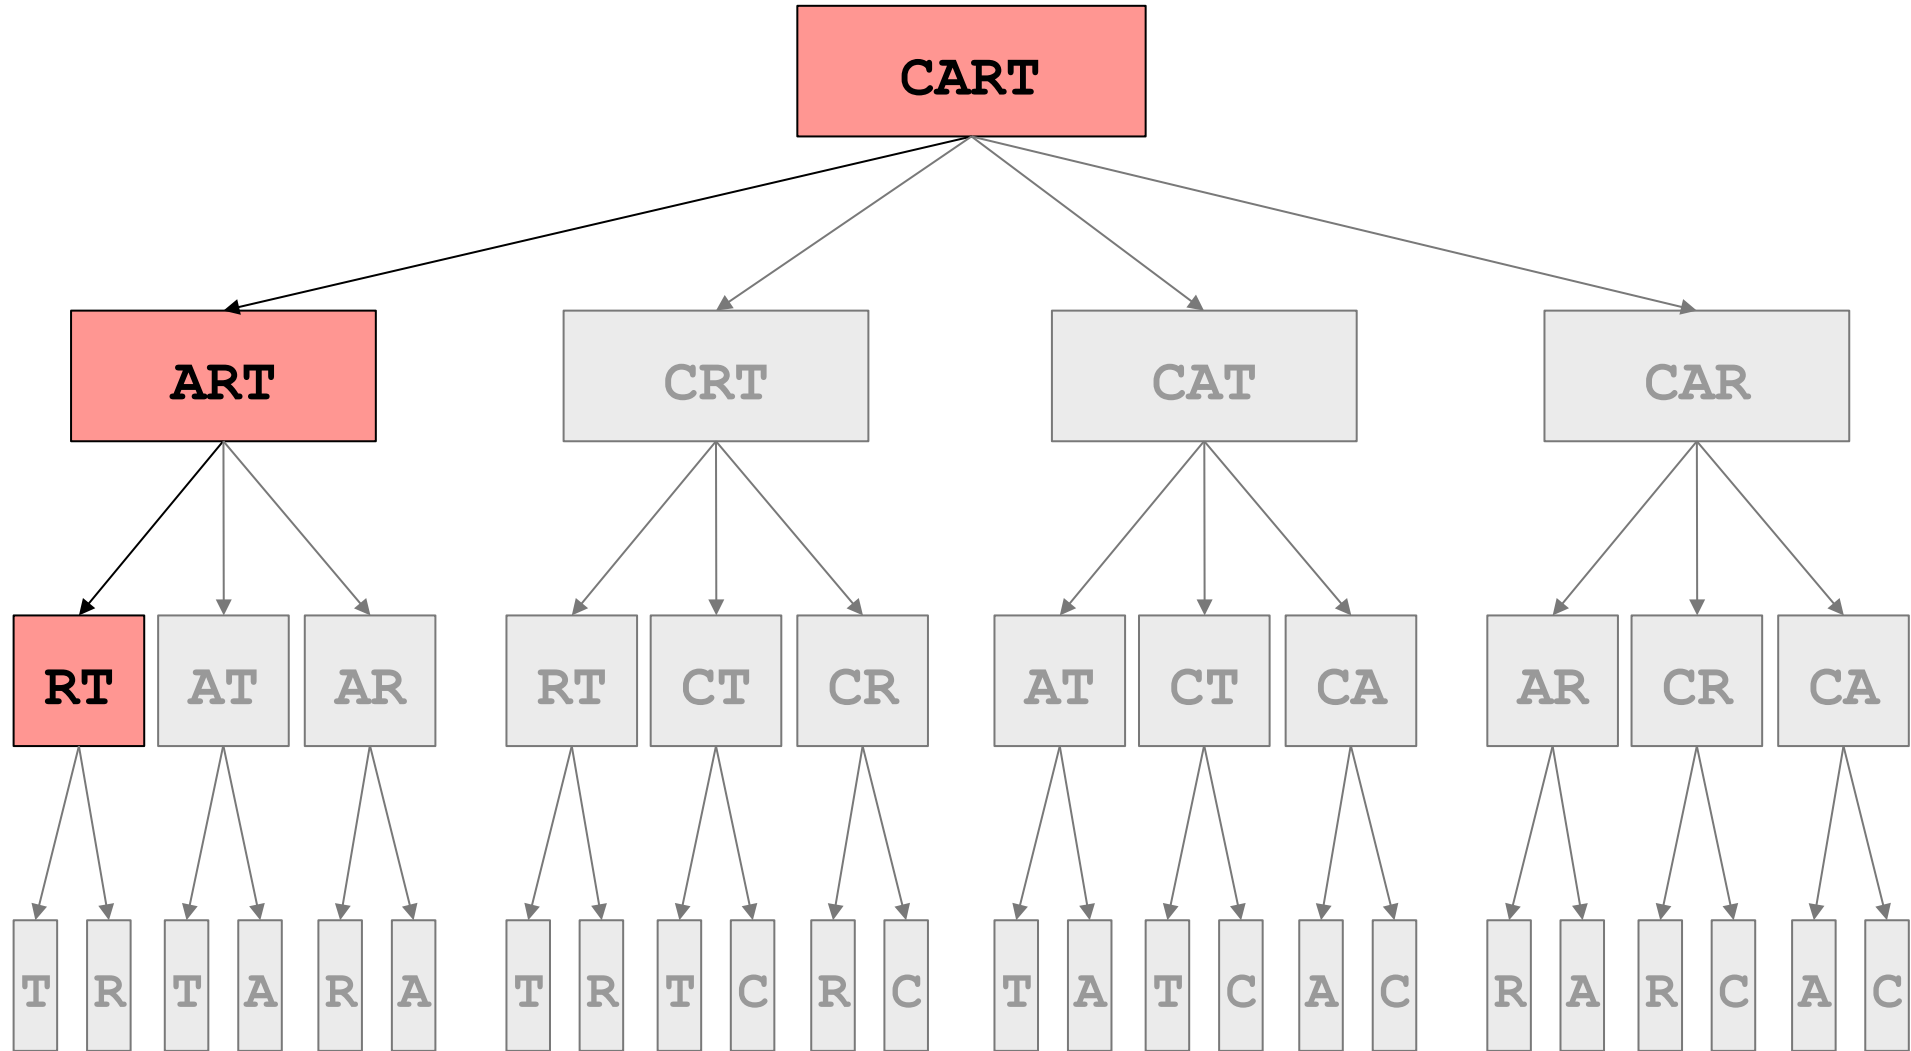 CART
ART CRT CAT CAR
RT AT AR RT CT CR AT CT CA AR CR CA
T R T A R A T R T C R C T A T C A C R A R C A C